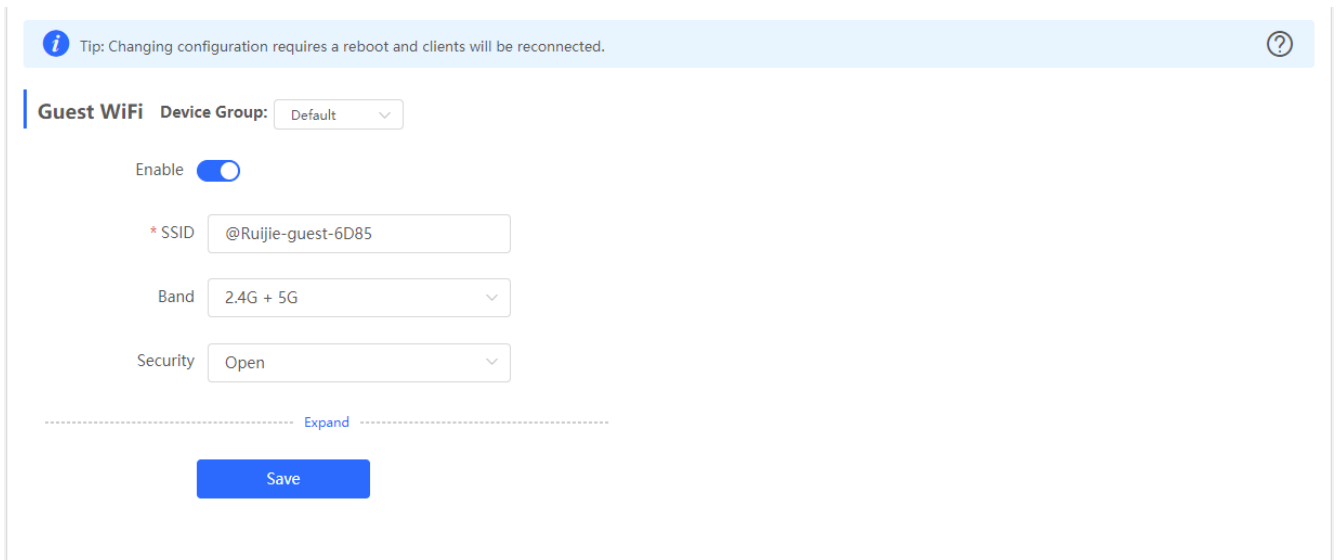 Tip: Changing configuration requires a reboot and clients will be reconnected.
Guest WiFi Device Group: Default
Enable
* SSID @Ruijie-guest-6D85
Band 2.4G + 5G
Security Open
Expand
Save